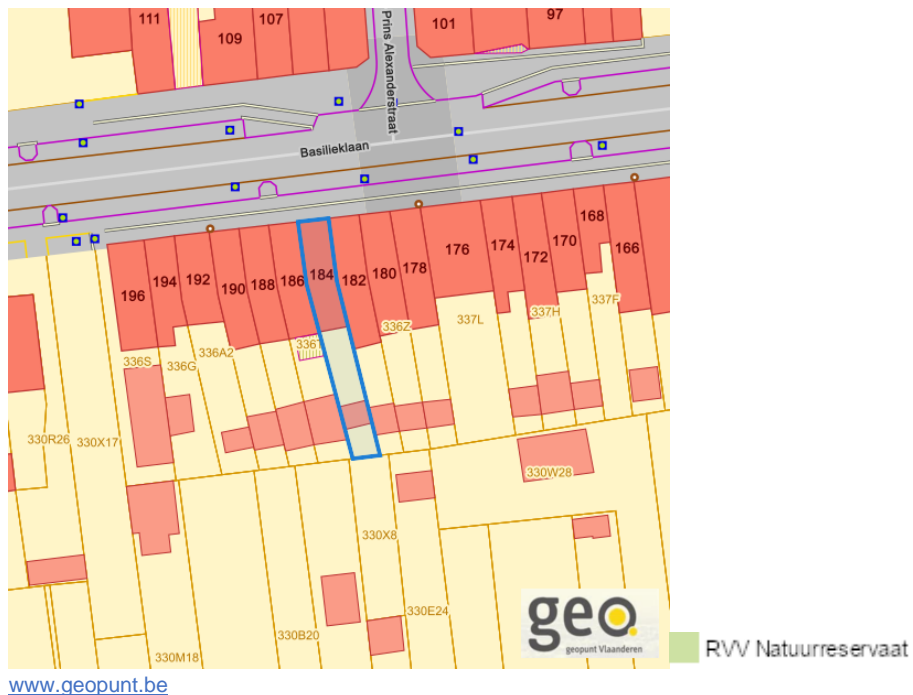 111
107
109
101
97
Prins Alexanderstraat
Basilieklaan
196
194
192
190
188
186
184
182
180
178
176
174
172
170
168
166
336S
336G
336A2
336Z
337L
337H
337F
330R26
330X17
330W28
330X8
330E24
330B20
330M18
geo
geopunt Vlaanderen
RVV Natuurreservaat
www.geopunt.be